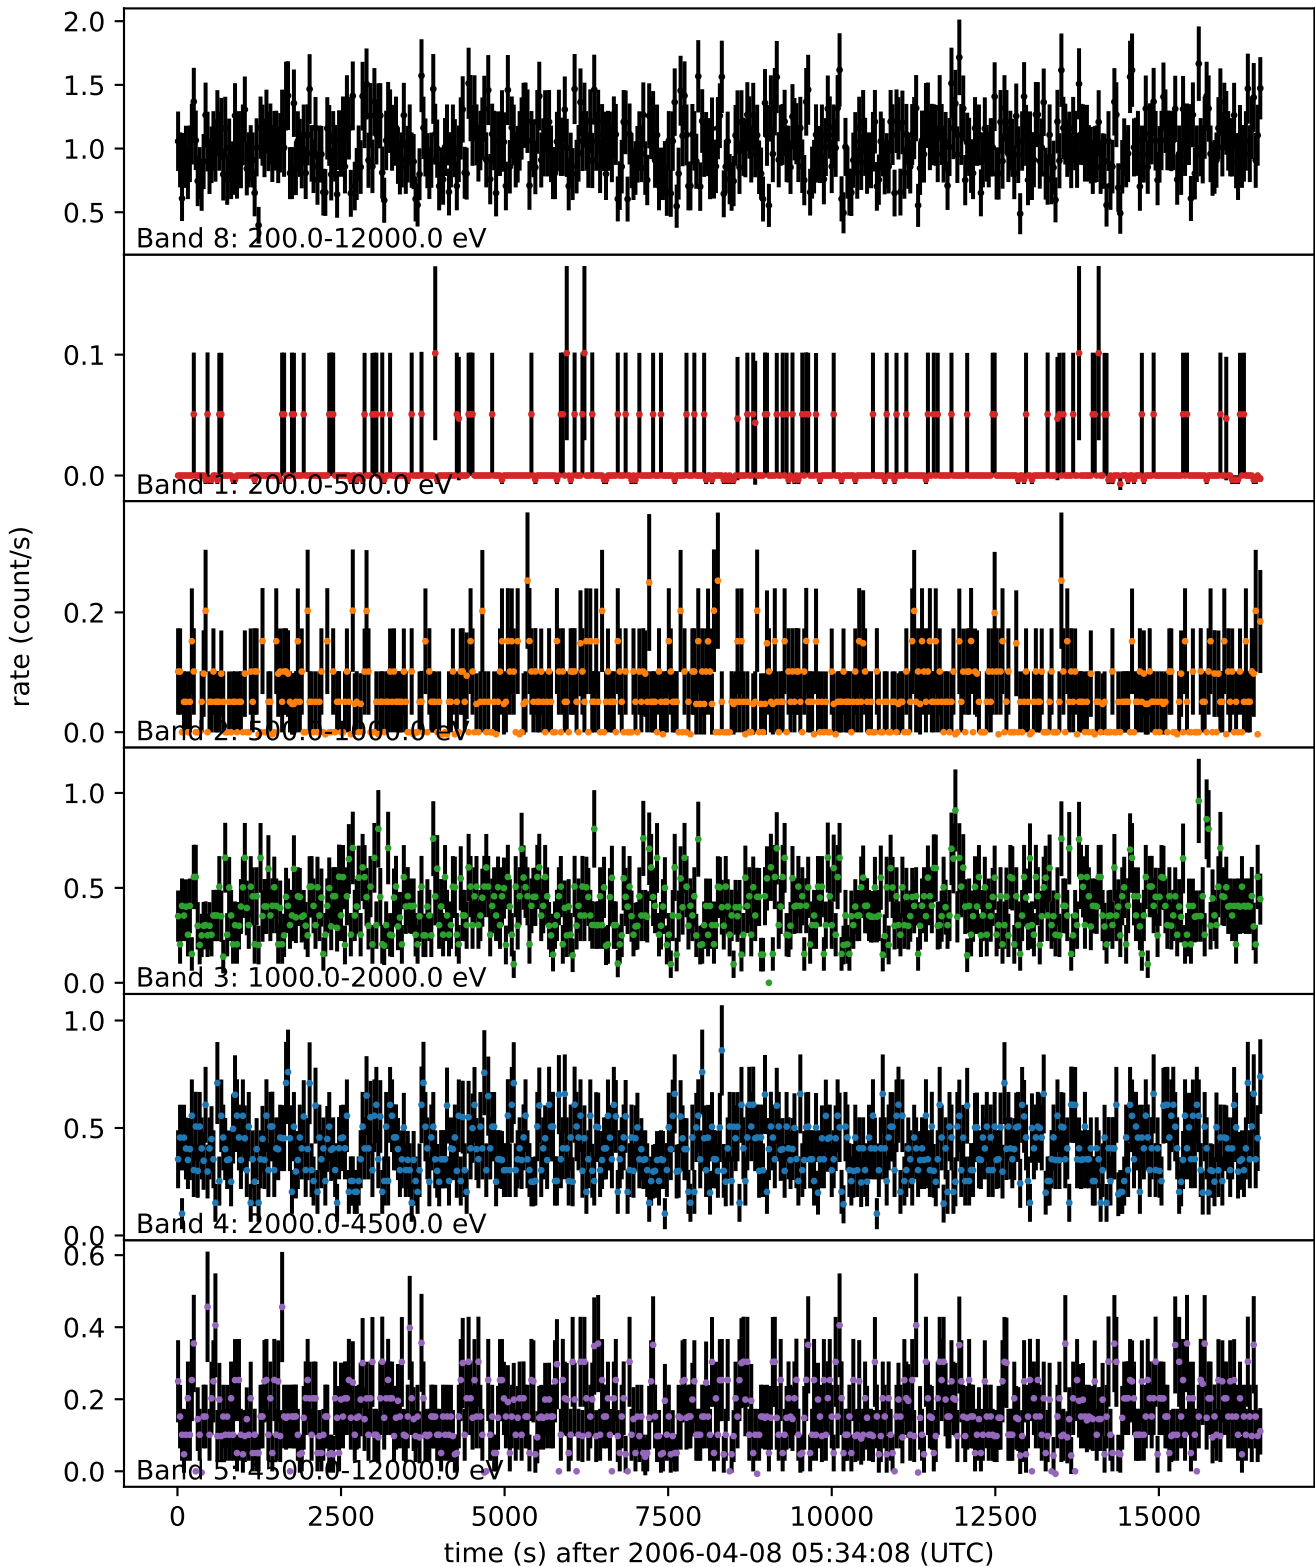 2.0
1.5
1.0
0.5
Band 8: 200.0-12000.0 eV
0.1
0.0
Band 1: 200.0-500.0 eV
rate (count/s)
0.2
0.0
Band 2: 500.0-1000.0 eV
1.0
0.5
0.0
Band 3: 1000.0-2000.0 eV
1.0
0.5
0.0
Band 4: 2000.0-4500.0 eV
0.6
0.4
0.2
0.0
Band 5: 4500.0-12000.0 eV
0 2500 5000 7500 10000 12500 15000
time (s) after 2006-04-08 05:34:08 (UTC)